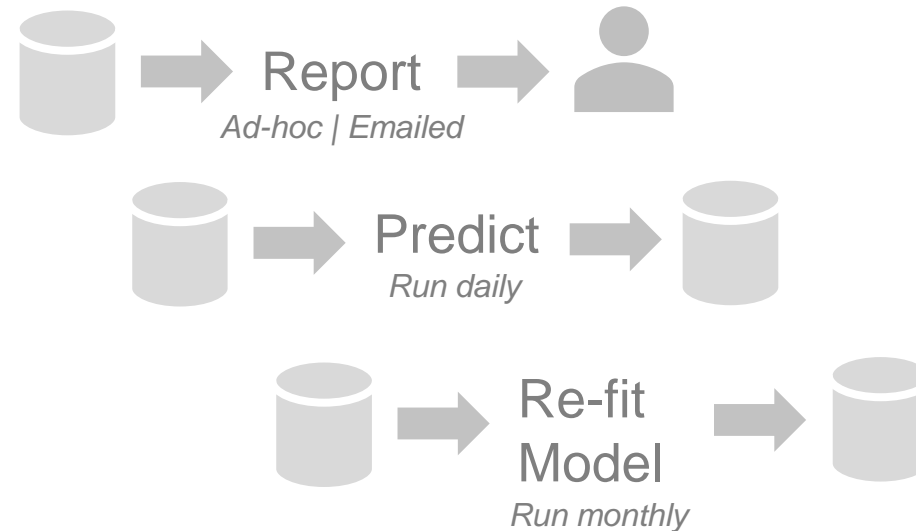 Report
Ad-hoc | Emailed
Predict
Run daily
Re-fit
Model
Run monthly